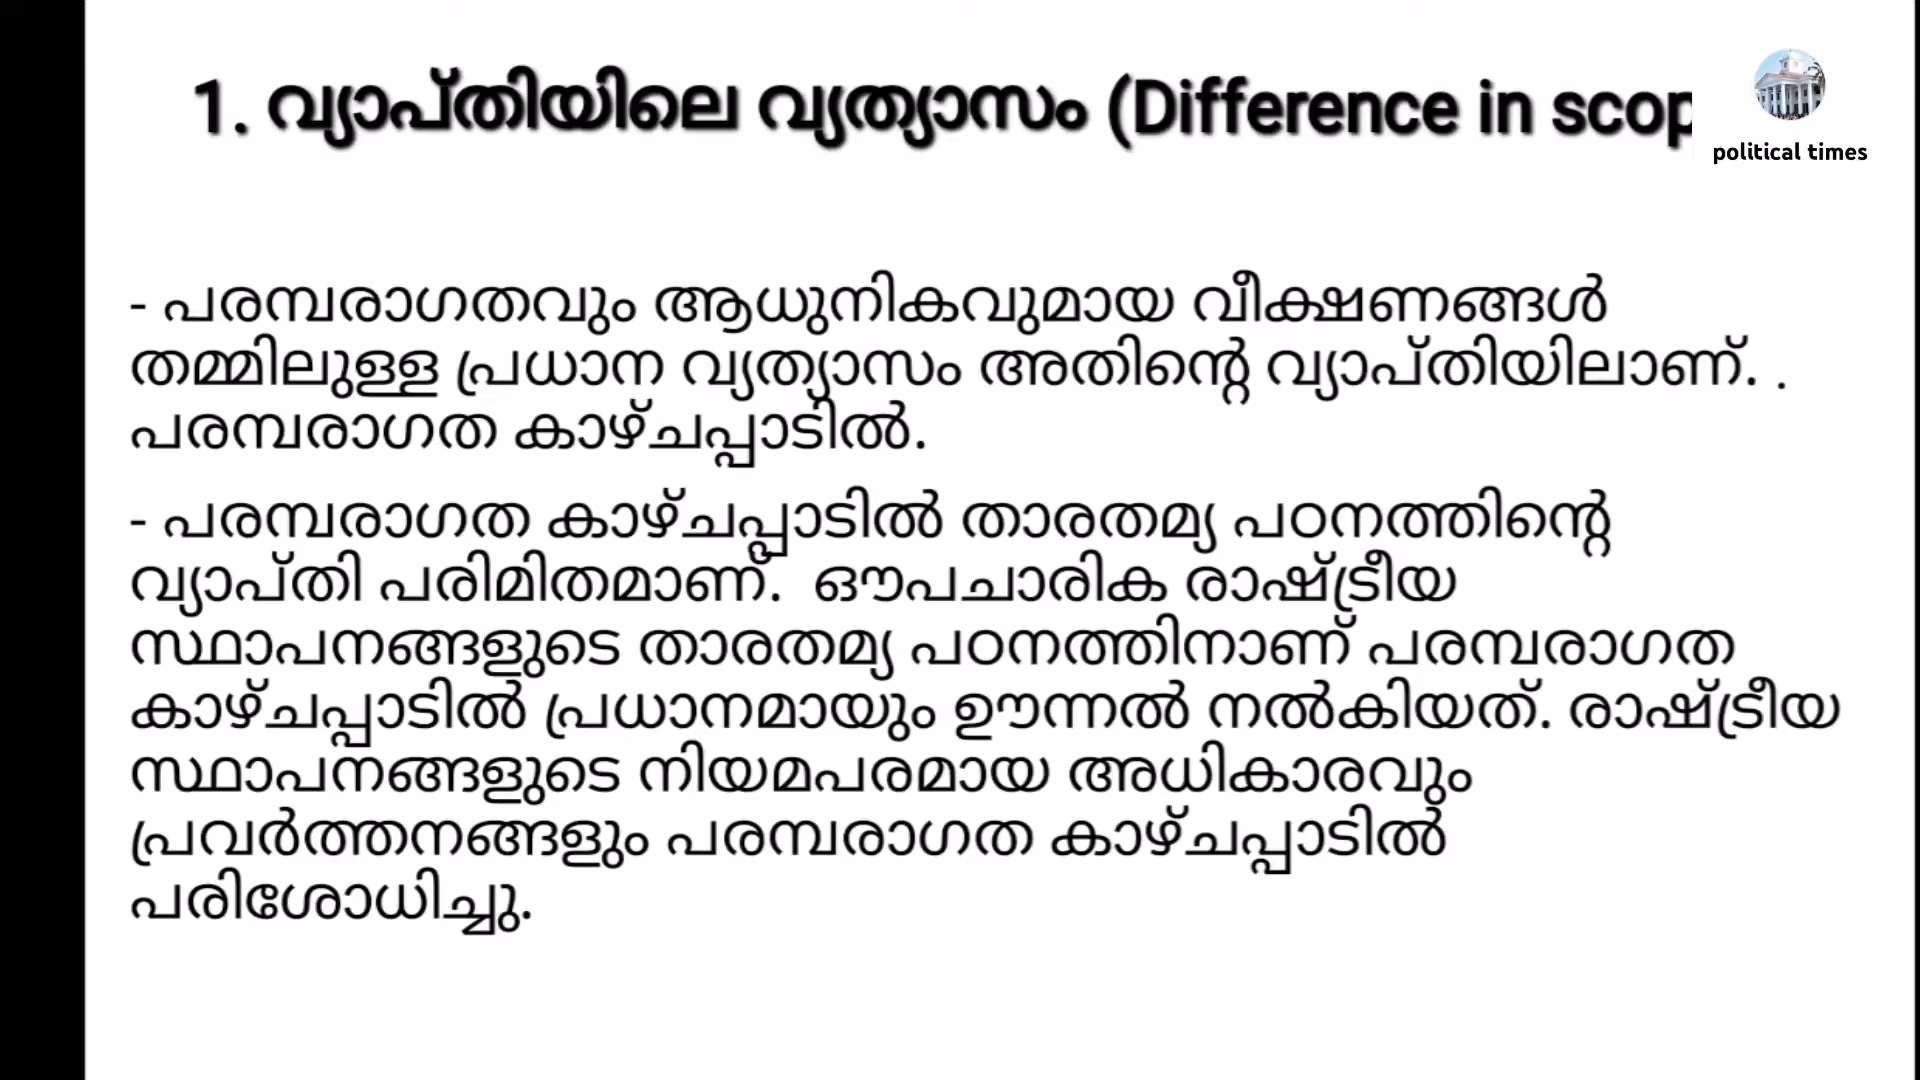 1. വ്യാപ്തിയിലെ വ്യത്യാസം (Difference in scop
political times
- പരമ്പരാഗതവും ആധുനികവുമായ വീക്ഷണങ്ങൾ
തമ്മിലുള്ള പ്രധാന വ്യത്യാസം അതിന്റെ വ്യാപ്തിയിലാണ്. .
പരമ്പരാഗത കാഴ്ചപ്പാടിൽ.
- പരമ്പരാഗത കാഴ്ചപ്പാടിൽ താരതമ്യ പഠനത്തിന്റെ
വ്യാപ്തി പരിമിതമാണ്. ഔപചാരിക രാഷ്ട്രീയ
സ്ഥാപനങ്ങളുടെ താരതമ്യ പഠനത്തിനാണ് പരമ്പരാഗത
കാഴ്ചപ്പാടിൽ പ്രധാനമായും ഊന്നൽ നൽകിയത്. രാഷ്ട്രീയ
സ്ഥാപനങ്ങളുടെ നിയമപരമായ അധികാരവും
പ്രവർത്തനങ്ങളും പരമ്പരാഗത കാഴ്ചപ്പാടിൽ
പരിശോധിച്ചു.